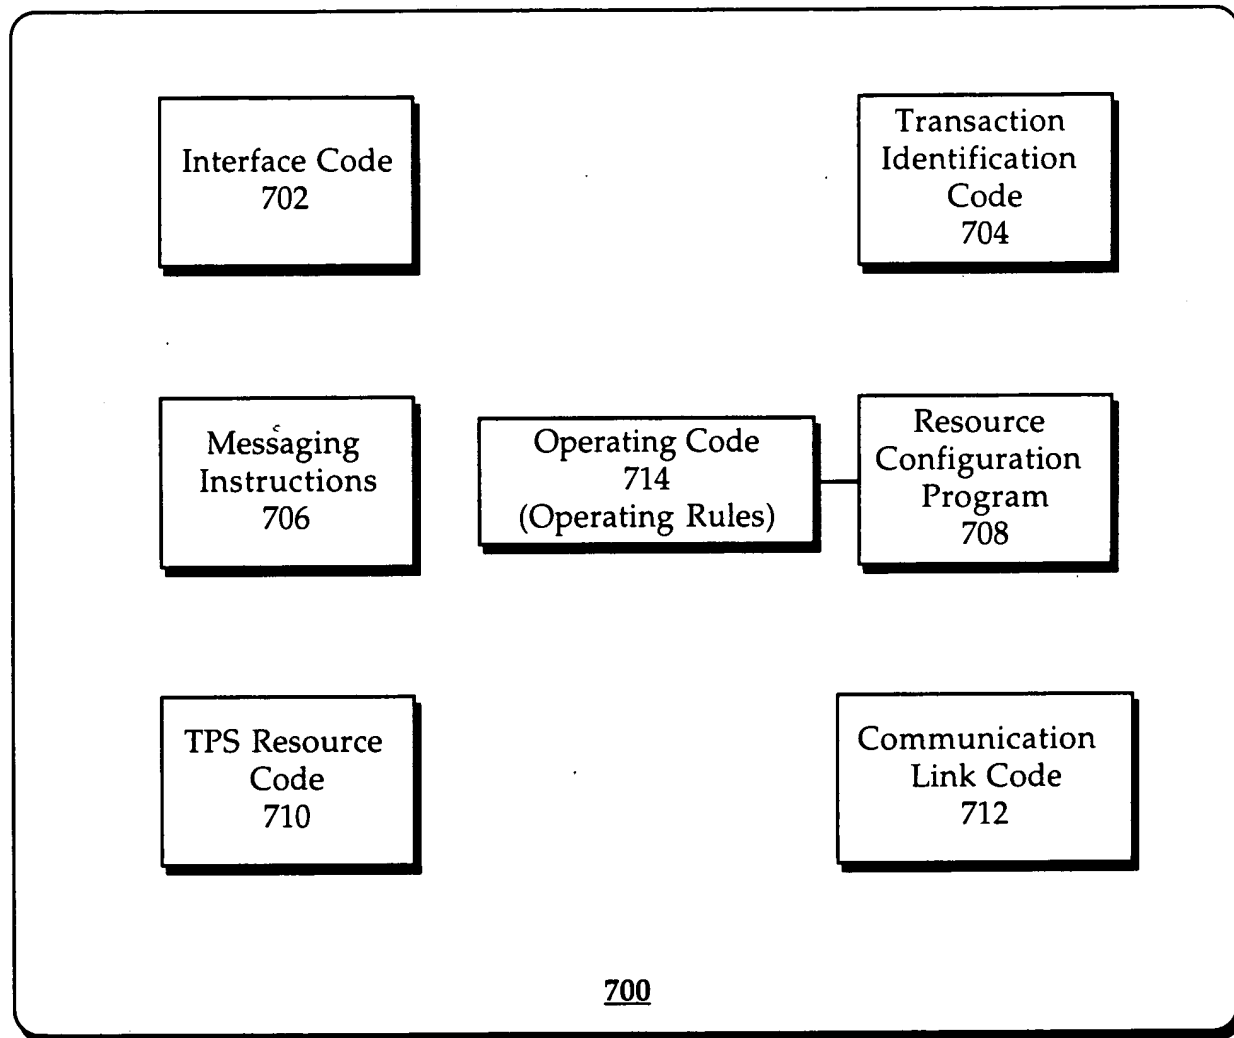 Interface Code
702
Transaction
Identification
Code
704
Messaging
Instructions
706
Operating Code
714
(Operating Rules)
Resource
Configuration
Program
708
TPS Resource
Code
710
Communication
Link Code
712
700